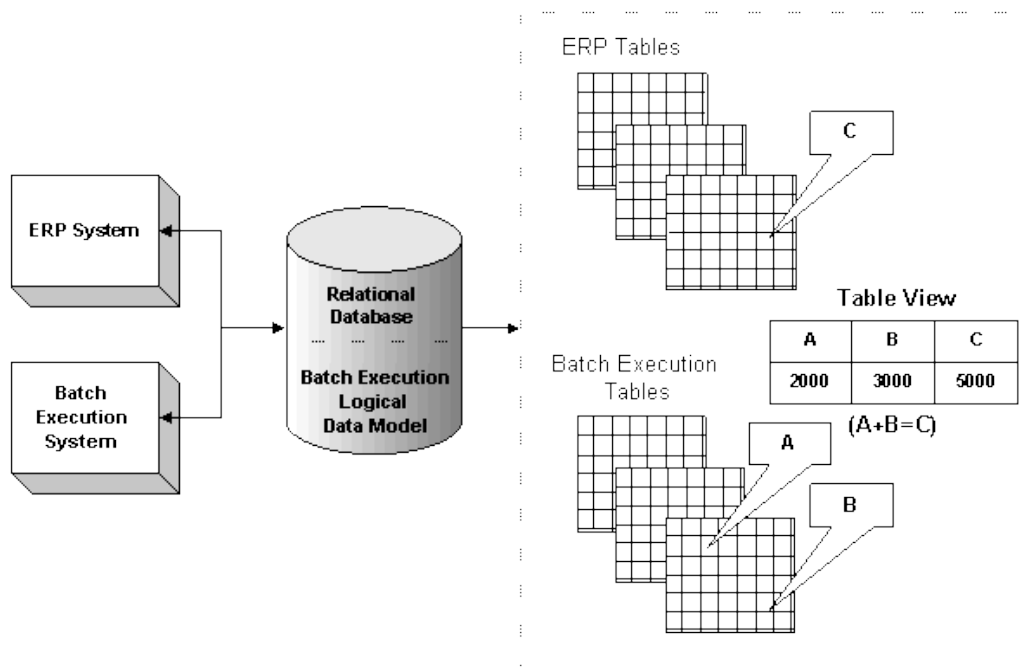 ERP Tables
C
ERP System
Relational
Database
Batch Execution
Logical
Data Model
Batch
Execution
System
Table View
A B C
2000 3000 5000
(A+B=C)
Batch Execution
Tables
A
B